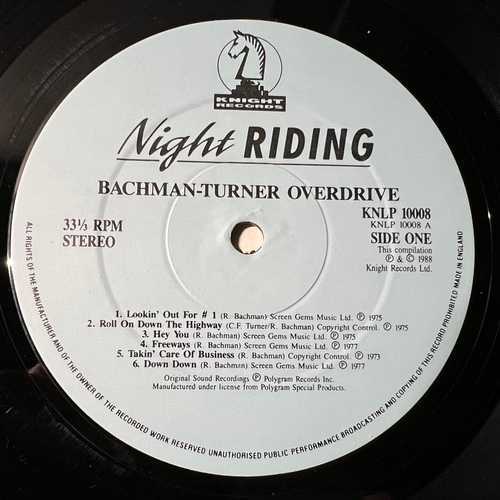 KNIGHT
RECORDS
Night RIDING
BACHMAN-TURNER OVERDRIVE
33⅓ RPM
STEREO
KNLP 10008
KNLP 10008 A
SIDE ONE
This compilation
Ⓟ & © 1988
Knight Records Ltd.
1. Lookin' Out For # 1 (R. Bachman) Screen Gems Music Ltd. Ⓟ 1975
2. Roll On Down The Highway (C.F. Turner/R. Bachman) Copyright Control. Ⓟ 1975
3. Hey You (R. Bachman) Screen Gems Music Ltd. Ⓟ 1975
4. Freeways (R. Bachman) Screen Gems Music Ltd. Ⓟ 1977
5. Takin' Care Of Business (R. Bachman) Copyright Control. Ⓟ 1973
6. Down Down (R. Bachman) Screen Gems Music Ltd. Ⓟ 1977
Original Sound Recordings Ⓟ Polygram Records Inc.
Manufactured under license from Polygram Special Products.
ALL RIGHTS OF THE MANUFACTURER AND OF THE OWNER OF THE RECORDED WORK RESERVED UNAUTHORISED PUBLIC PERFORMANCE BROADCASTING AND COPYING OF THIS RECORD PROHIBITED MADE IN ENGLAND